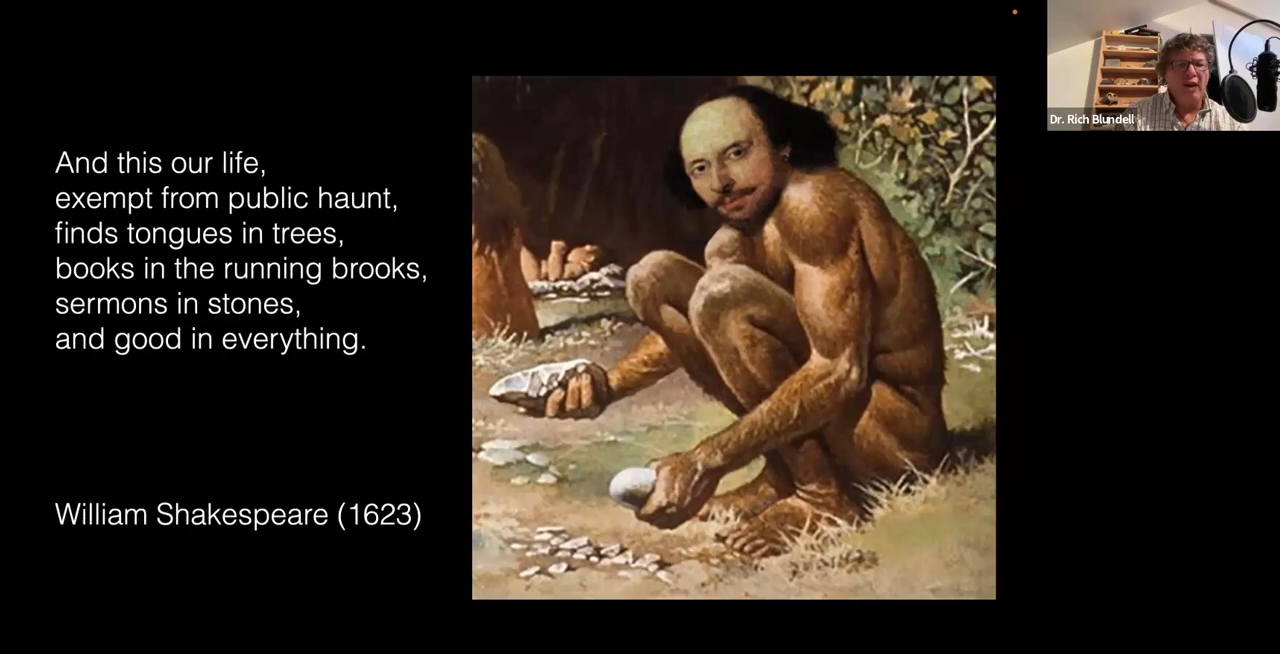 And this our life,
exempt from public haunt,
finds tongues in trees,
books in the running brooks,
sermons in stones,
and good in everything.
William Shakespeare (1623)
Dr. Rich Blundell